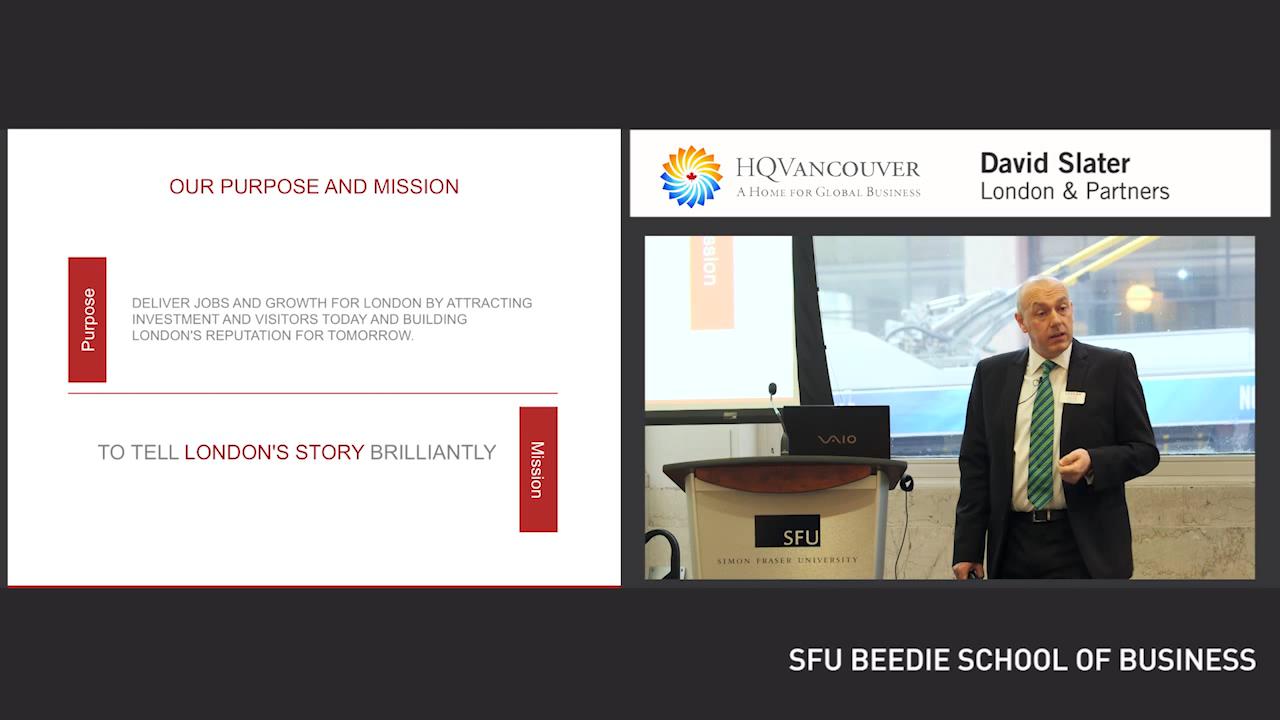 OUR PURPOSE AND MISSION
Purpose
DELIVER JOBS AND GROWTH FOR LONDON BY ATTRACTING
INVESTMENT AND VISITORS TODAY AND BUILDING
LONDON'S REPUTATION FOR TOMORROW.
TO TELL LONDON'S STORY BRILLIANTLY
Mission
HQVANCOUVER
A HOME FOR GLOBAL BUSINESS
David Slater
London & Partners
ssion
VAIO
SFU
SIMON FRASER UNIVERSITY
SFU BEEDIE SCHOOL OF BUSINESS